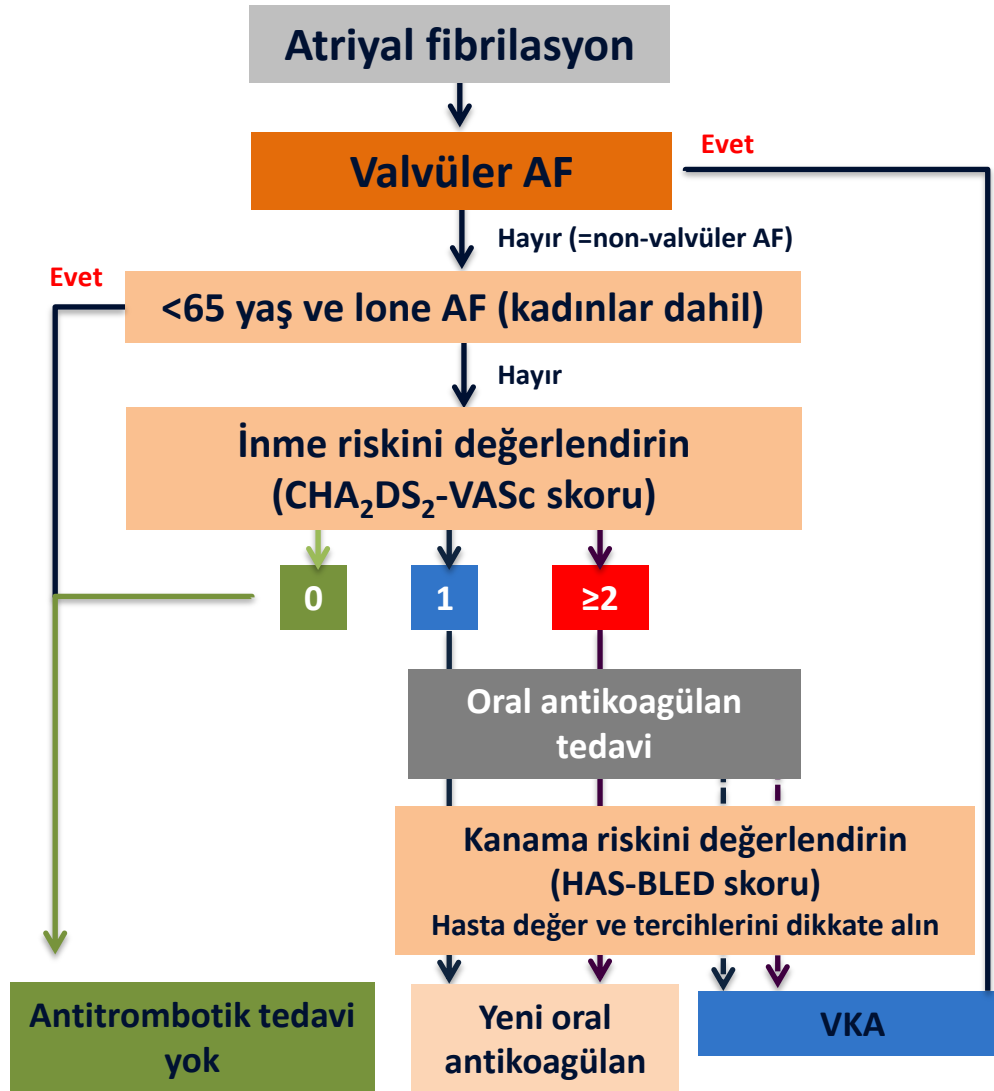 Atriyal fibrilasyon
Evet
Valvüler AF
Hayır (=non-valvüler AF)
Evet
<65 yaş ve lone AF (kadınlar dahil)
Hayır
İnme riskini değerlendirin
(CHA₂DS₂-VASc skoru)
0
1
≥2
Oral antikoagülan
tedavi
Kanama riskini değerlendirin
(HAS-BLED skoru)
Hasta değer ve tercihlerini dikkate alın
Antitrombotik tedavi
yok
Yeni oral
antikoagülan
VKA